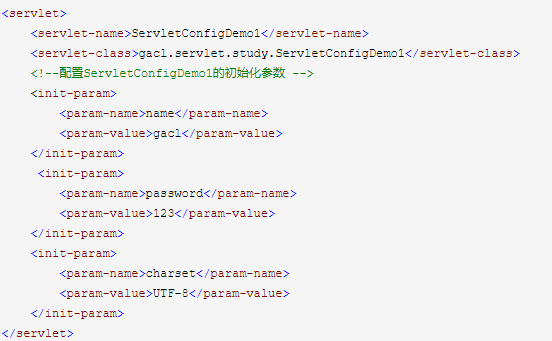 <servlet>
    <servlet-name>ServletConfigDemo1</servlet-name>
    <servlet-class>gacl.servlet.study.ServletConfigDemo1</servlet-class>
    <!--配置ServletConfigDemo1的初始化参数 -->
    <init-param>
        <param-name>name</param-name>
        <param-value>gacl</param-value>
    </init-param>
     <init-param>
        <param-name>password</param-name>
        <param-value>123</param-value>
    </init-param>
    <init-param>
        <param-name>charset</param-name>
        <param-value>UTF-8</param-value>
    </init-param>
</servlet>